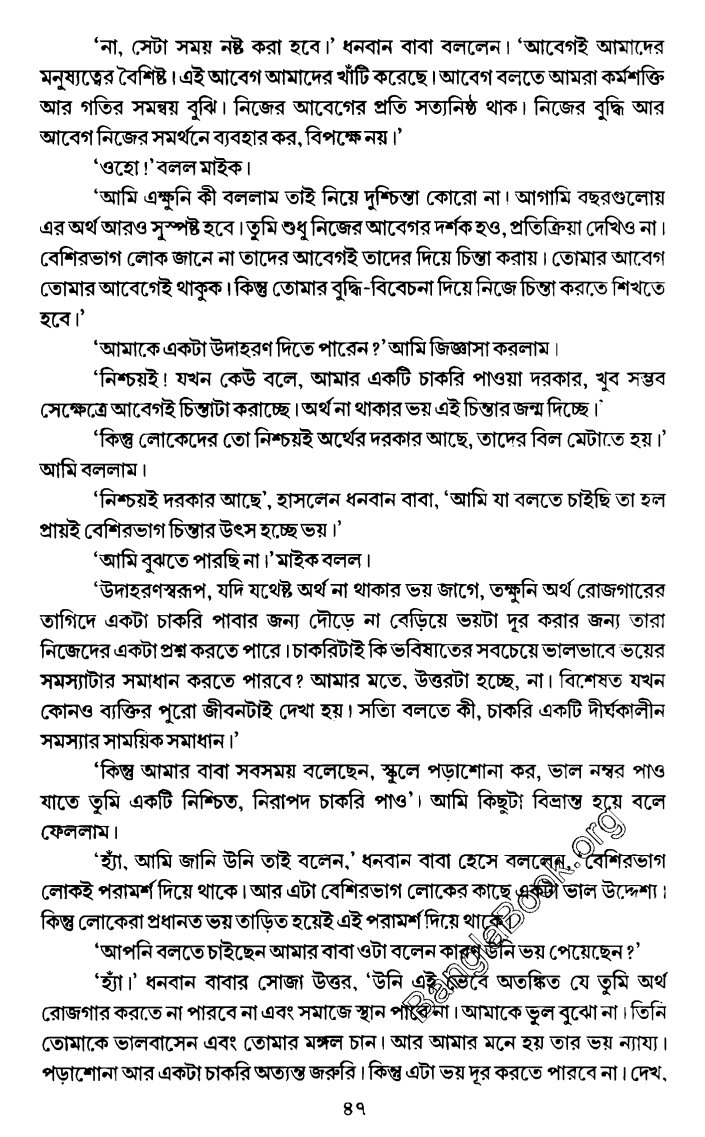 ‘না, সেটা সময় নষ্ট করা হবে।’ ধনবান বাবা বললেন। ‘আবেগই আমাদের
মনুষ্যত্বের বৈশিষ্ট। এই আবেগ আমাদের খাঁটি করেছে। আবেগ বলতে আমরা কর্মশক্তি
আর গতির সমন্বয় বুঝি। নিজের আবেগের প্রতি সত্যনিষ্ঠ থাক। নিজের বুদ্ধি আর
আবেগ নিজের সমর্থনে ব্যবহার কর, বিপক্ষে নয়।’
‘ওহো!’ বলল মাইক।
‘আমি এক্ষুনি কী বললাম তাই নিয়ে দুশ্চিন্তা কোরো না! আগামি বছরগুলোয়
এর অর্থ আরও সুস্পষ্ট হবে। তুমি শুধু নিজের আবেগর দর্শক হও, প্রতিক্রিয়া দেখিও না।
বেশিরভাগ লোক জানে না তাদের আবেগই তাদের দিয়ে চিন্তা করায়। তোমার আবেগ
তোমার আবেগেই থাকুক। কিন্তু তোমার বুদ্ধি-বিবেচনা দিয়ে নিজে চিন্তা করতে শিখতে
হবে।’
‘আমাকে একটা উদাহরণ দিতে পারেন?’ আমি জিজ্ঞাসা করলাম।
‘নিশ্চয়ই! যখন কেউ বলে, আমার একটি চাকরি পাওয়া দরকার, খুব সম্ভব
সেক্ষেত্রে আবেগই চিন্তাটা করাচ্ছে। অর্থ না থাকার ভয় এই চিন্তার জন্ম দিচ্ছে।
‘কিন্তু লোকেদের তো নিশ্চয়ই অর্থের দরকার আছে, তাদের বিল মেটাতে হয়।’
আমি বললাম।
‘নিশ্চয়ই দরকার আছে’, হাসলেন ধনবান বাবা, ‘আমি যা বলতে চাইছি তা হল
প্রায়ই বেশিরভাগ চিন্তার উৎস হচ্ছে ভয়।’
‘আমি বুঝতে পারছি না।’ মাইক বলল।
‘উদাহরণস্বরূপ, যদি যথেষ্ট অর্থ না থাকার ভয় জাগে, তক্ষুনি অর্থ রোজগারের
তাগিদে একটা চাকরি পাবার জন্য দৌড়ে না বেড়িয়ে ভয়টা দূর করার জন্য তারা
নিজেদের একটা প্রশ্ন করতে পারে। চাকরিটাই কি ভবিষ্যতের সবচেয়ে ভালভাবে ভয়ের
সমস্যাটার সমাধান করতে পারবে? আমার মতে, উত্তরটা হচ্ছে, না। বিশেষত যখন
কোনও ব্যক্তির পুরো জীবনটাই দেখা হয়। সত্যি বলতে কী, চাকরি একটি দীর্ঘকালীন
সমস্যার সাময়িক সমাধান।’
‘কিন্তু আমার বাবা সবসময় বলেছেন, স্কুলে পড়াশোনা কর, ভাল নম্বর পাও
যাতে তুমি একটি নিশ্চিত, নিরাপদ চাকরি পাও’। আমি কিছুটা বিভ্রান্ত হয়ে বলে
ফেললাম।
‘হ্যাঁ, আমি জানি উনি তাই বলেন,’ ধনবান বাবা হেসে বললেন, ‘বেশিরভাগ
লোকই পরামর্শ দিয়ে থাকে। আর এটা বেশিরভাগ লোকের কাছে একটা ভাল উদ্দেশ্য।
কিন্তু লোকেরা প্রধানত ভয় তাড়িত হয়েই এই পরামর্শ দিয়ে থাকে।’
‘আপনি বলতে চাইছেন আমার বাবা ওটা বলেন কারণ উনি ভয় পেয়েছেন?’
‘হ্যাঁ।’ ধনবান বাবার সোজা উত্তর, ‘উনি এই ভেবে অতঙ্কিত যে তুমি অর্থ
রোজগার করতে না পারবে না এবং সমাজে স্থান পাবে না। আমাকে ভুল বুঝো না। তিনি
তোমাকে ভালবাসেন এবং তোমার মঙ্গল চান। আর আমার মনে হয় তার ভয় ন্যায্য।
পড়াশোনা আর একটা চাকরি অত্যন্ত জরুরি। কিন্তু এটা ভয় দূর করতে পারবে না। দেখ,
৪৭
BanglaBook.org